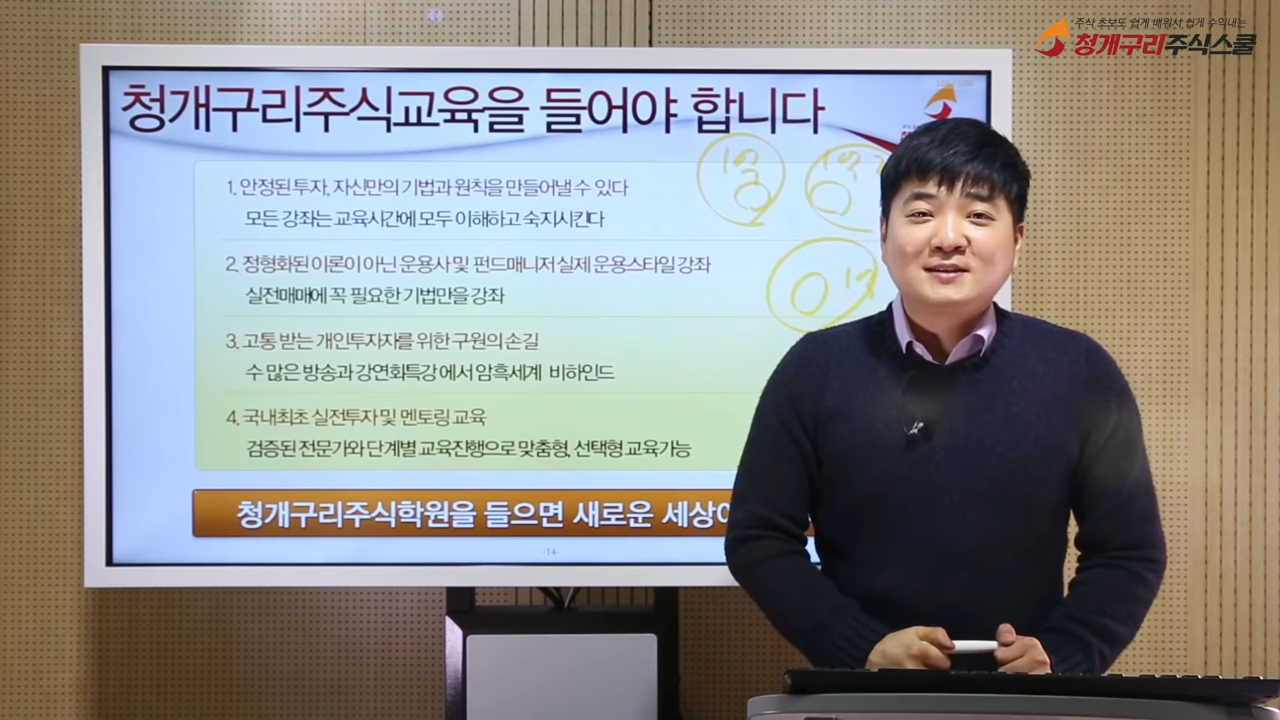 주식 초보도 쉽게 배워서 쉽게 수익내는
청개구리주식스쿨
청개구리주식교육을 들어야 합니다
1억
1억
1. 안정된 투자, 자신만의 기법과 원칙을 만들어낼 수 있다
모든 강좌는 교육시간에 모두 이해하고 숙지시킨다
2. 정형화된 이론이 아닌 운용사 및 펀드매니저 실제 운용스타일 강좌
실전매매에 꼭 필요한 기법만을 강좌
1억
3. 고통 받는 개인투자자를 위한 구원의 손길
수 많은 방송과 강연회특강 에서 암흑세계 비하인드
4. 국내최초 실전투자 및 멘토링 교육
검증된 전문가와 단계별 교육진행으로 맞춤형, 선택형 교육가능
청개구리주식학원을 들으면 새로운 세상이
-14-